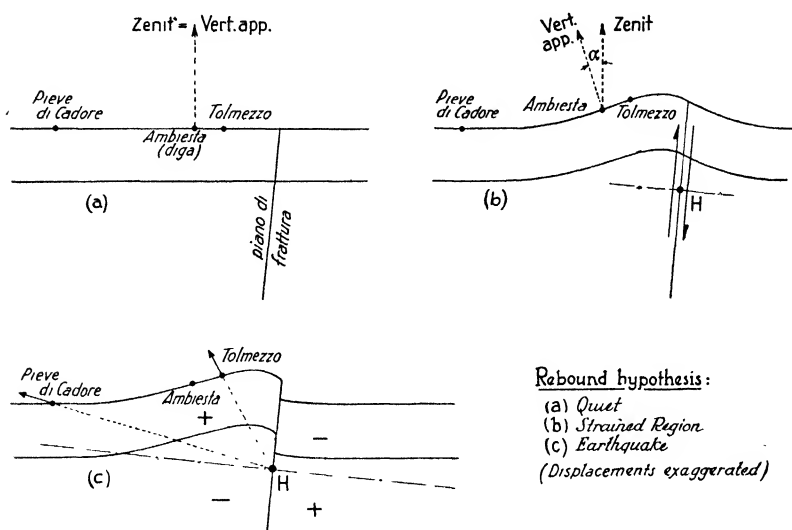 Zenit = Vert. app.
Pieve
di Cadore
Tolmezzo
Ambiesta
(diga)
(a)
piano di
frattura
Vert.
app.
α
Zenit
Ambiesta
Tolmezzo
Pieve
di Cadore
(b)
H
Tolmezzo
Pieve
di Cadore
Ambiesta
+
−
(c)
H
−
+
Rebound hypothesis:
(a) Quiet
(b) Strained Region
(c) Earthquake
(Displacements exaggerated)